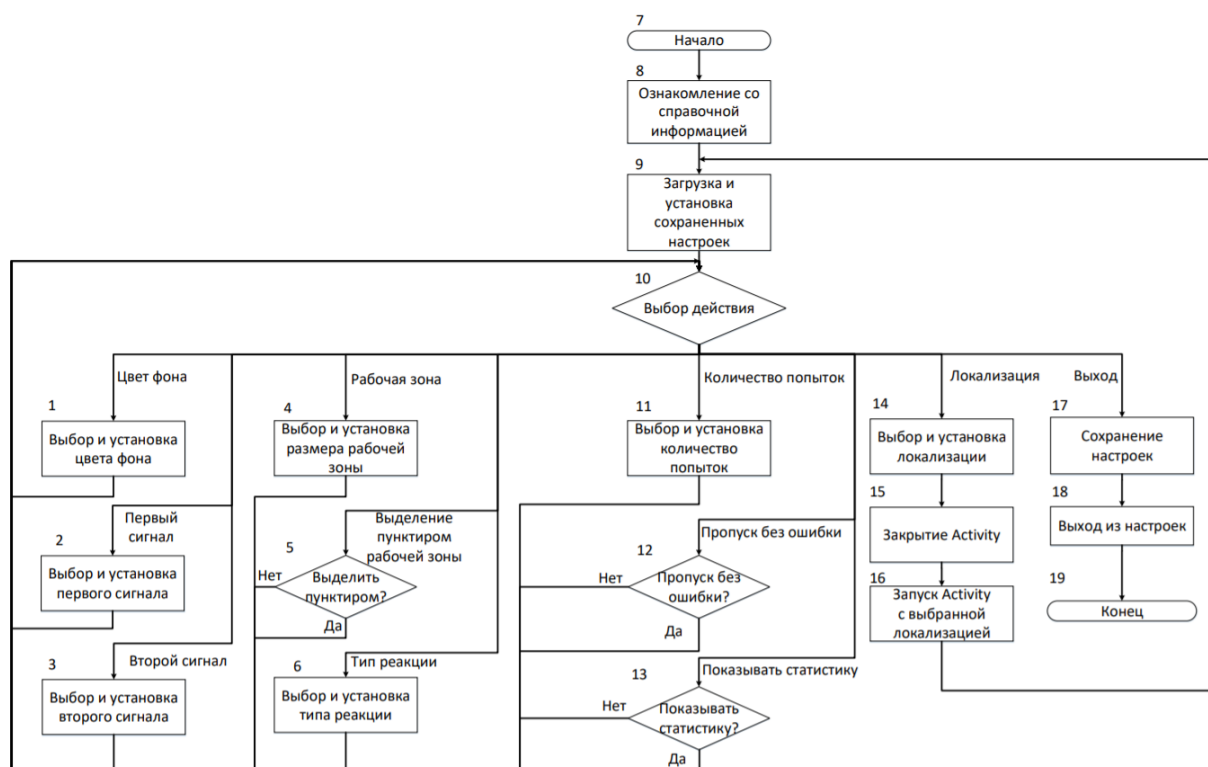 7
Начало
8
Ознакомление со
справочной
информацией
9
Загрузка и
установка
сохраненных
настроек
10
Выбор действия
Цвет фона
1
Выбор и установка
цвета фона
Первый
сигнал
2
Выбор и установка
первого сигнала
Второй сигнал
3
Выбор и установка
второго сигнала
Рабочая зона
4
Выбор и установка
размера рабочей
зоны
Выделение
пунктиром
рабочей зоны
5
Нет
Выделить
пунктиром?
Да
Тип реакции
6
Выбор и установка
типа реакции
Количество попыток
11
Выбор и установка
количество
попыток
Пропуск без ошибки
12
Нет
Пропуск без
ошибки?
Да
Показывать статистику
13
Нет
Показывать
статистику?
Да
Локализация
14
Выбор и установка
локализации
15
Закрытие Activity
16
Запуск Activity
с выбранной
локализацией
Выход
17
Сохранение
настроек
18
Выход из настроек
19
Конец